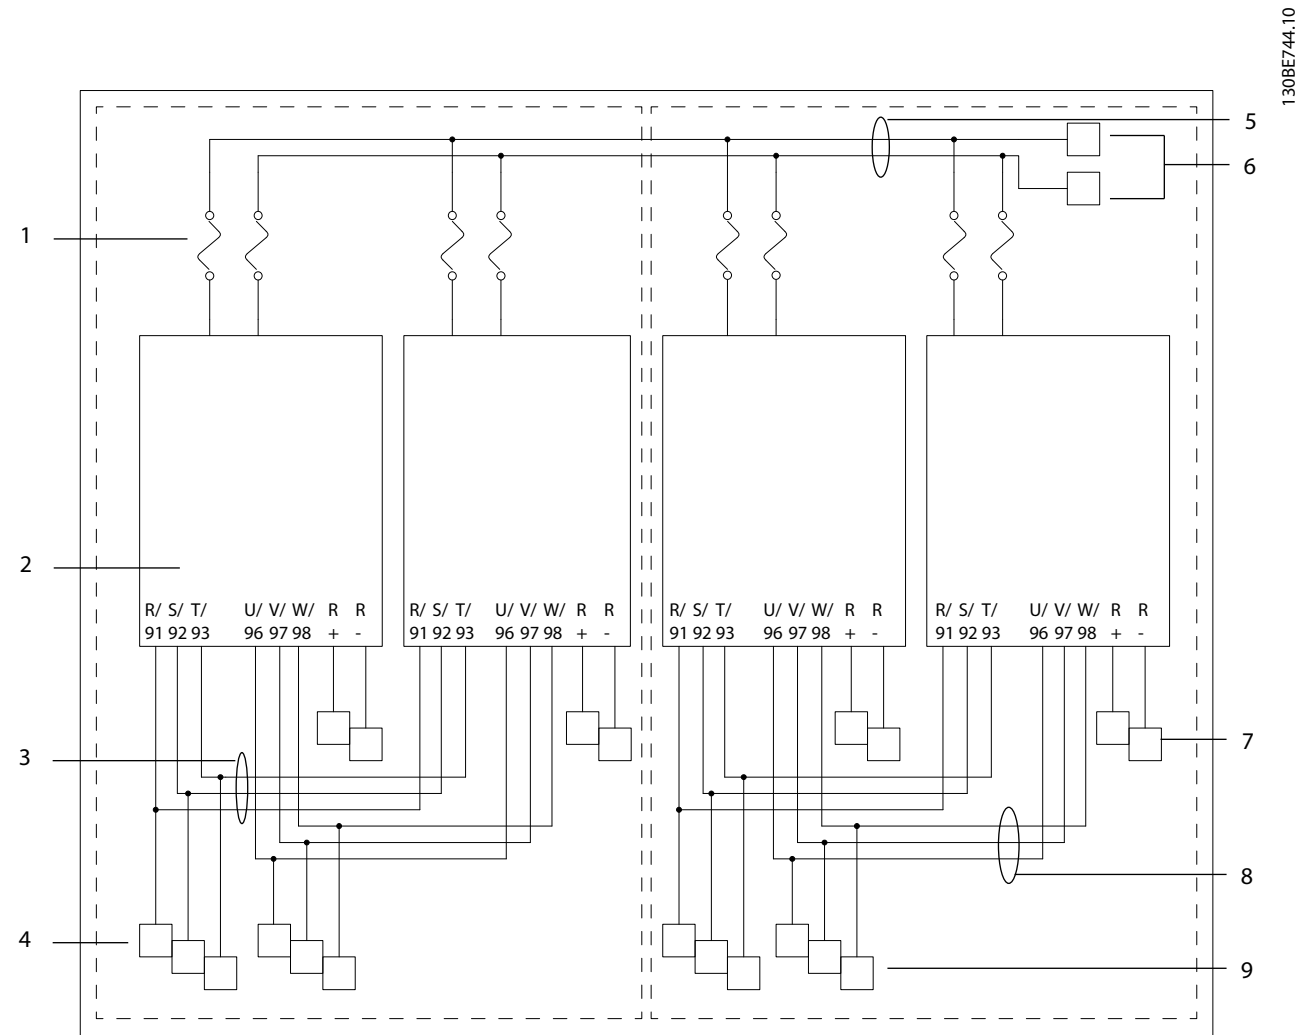 130BE744.10
5
6
1
2
R/ S/ T/ U/ V/ W/ R R
91 92 93 96 97 98 + -
R/ S/ T/ U/ V/ W/ R R
91 92 93 96 97 98 + -
R/ S/ T/ U/ V/ W/ R R
91 92 93 96 97 98 + -
R/ S/ T/ U/ V/ W/ R R
91 92 93 96 97 98 + -
3
7
8
4
9